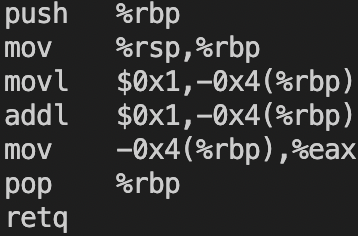 push   %rbp
mov    %rsp,%rbp
movl   $0x1,-0x4(%rbp)
addl   $0x1,-0x4(%rbp)
mov    -0x4(%rbp),%eax
pop    %rbp
retq